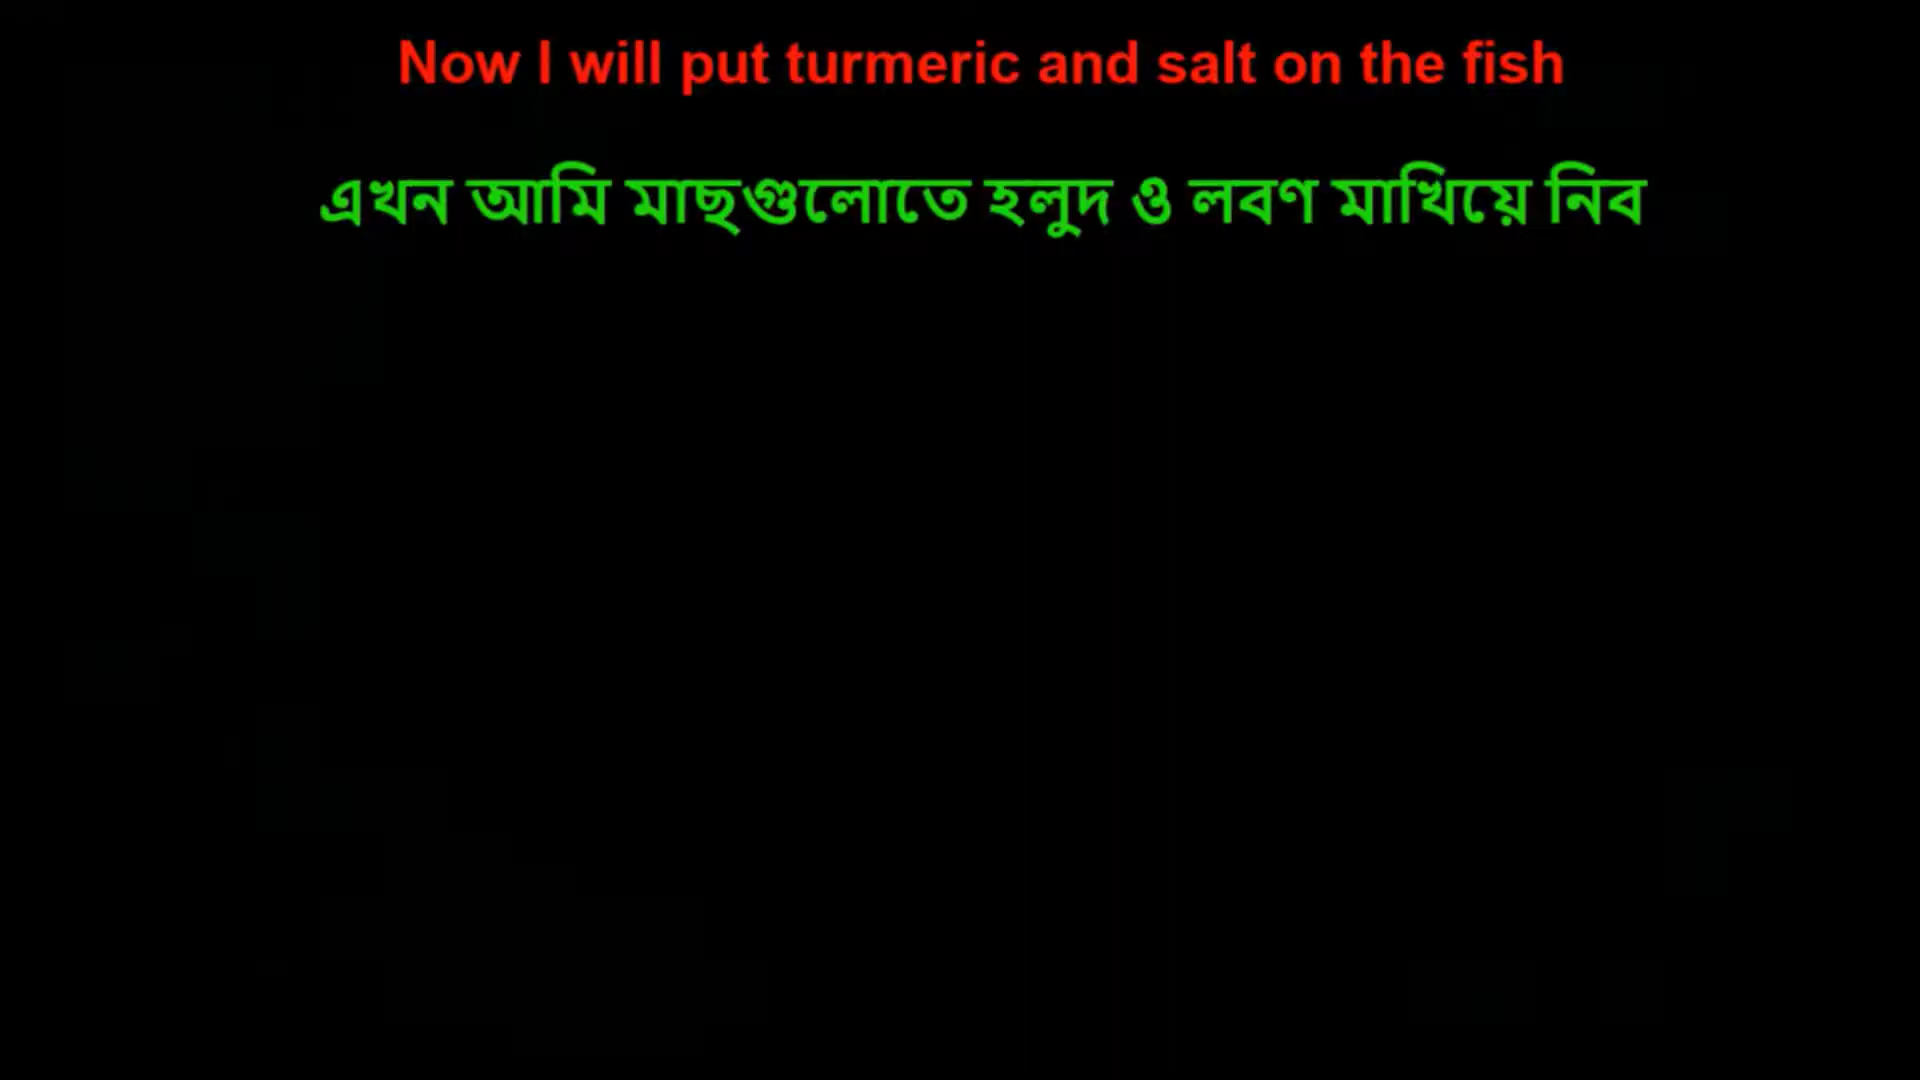 Now I will put turmeric and salt on the fish
এখন আমি মাছগুলোতে হলুদ ও লবণ মাখিয়ে নিব